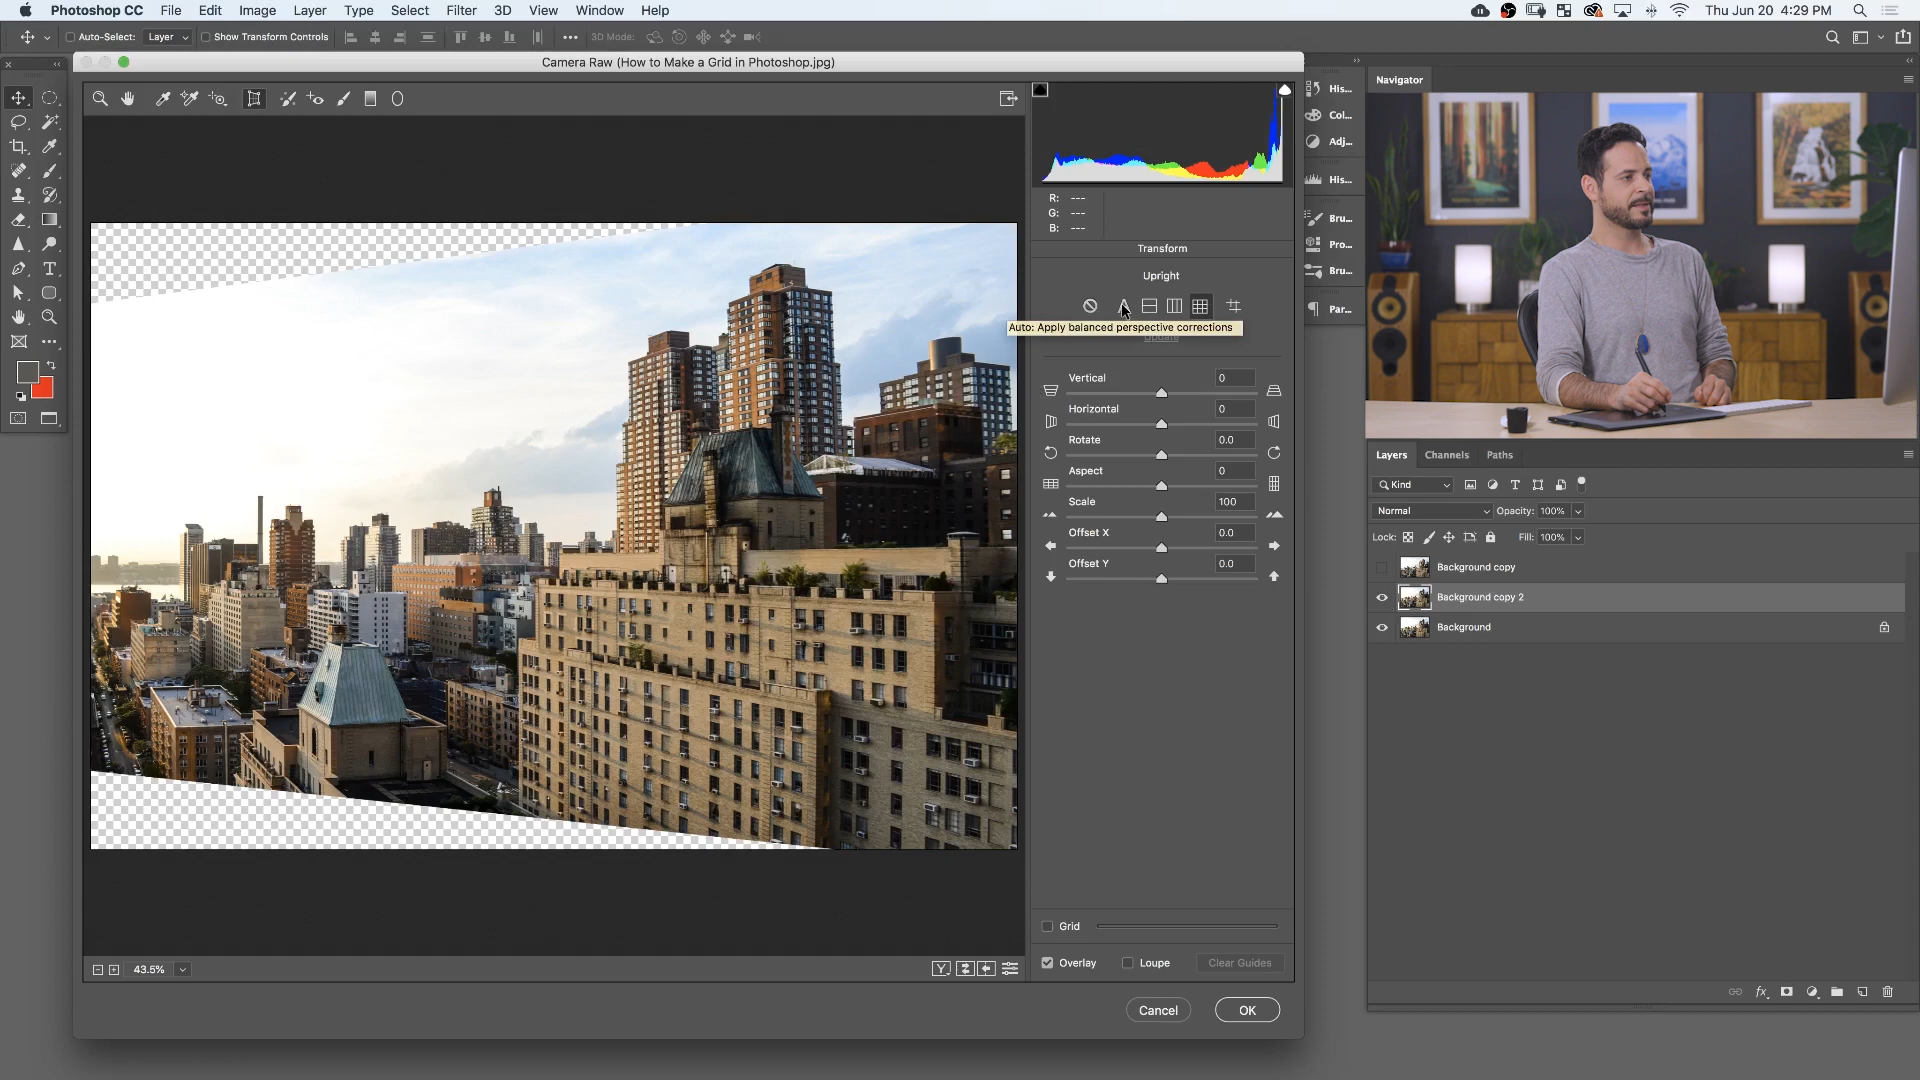 Photoshop CC File Edit Image Layer Type Select Filter 3D View Window Help
Thu Jun 20 4:29 PM
Auto-Select: Layer Show Transform Controls
3D Mode:
Camera Raw (How to Make a Grid in Photoshop.jpg)
R: ---
G: ---
B: ---
Transform
Upright
Auto: Apply balanced perspective corrections
Update
Vertical 0
Horizontal 0
Rotate 0.0
Aspect 0
Scale 100
Offset X 0.0
Offset Y 0.0
Grid
Overlay Loupe Clear Guides
43.5%
Y
Cancel OK
His...
Col...
Adj...
His...
Bru...
Pro...
Bru...
Par...
Navigator
Layers Channels Paths
Kind
Normal Opacity: 100%
Lock: Fill: 100%
Background copy
Background copy 2
Background
fx